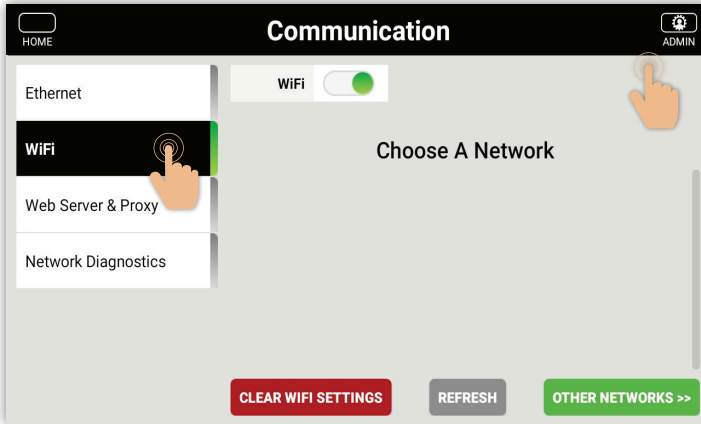 HOME
Communication
ADMIN
Ethernet
WiFi
Web Server & Proxy
Network Diagnostics
WiFi
Choose A Network
CLEAR WIFI SETTINGS
REFRESH
OTHER NETWORKS >>